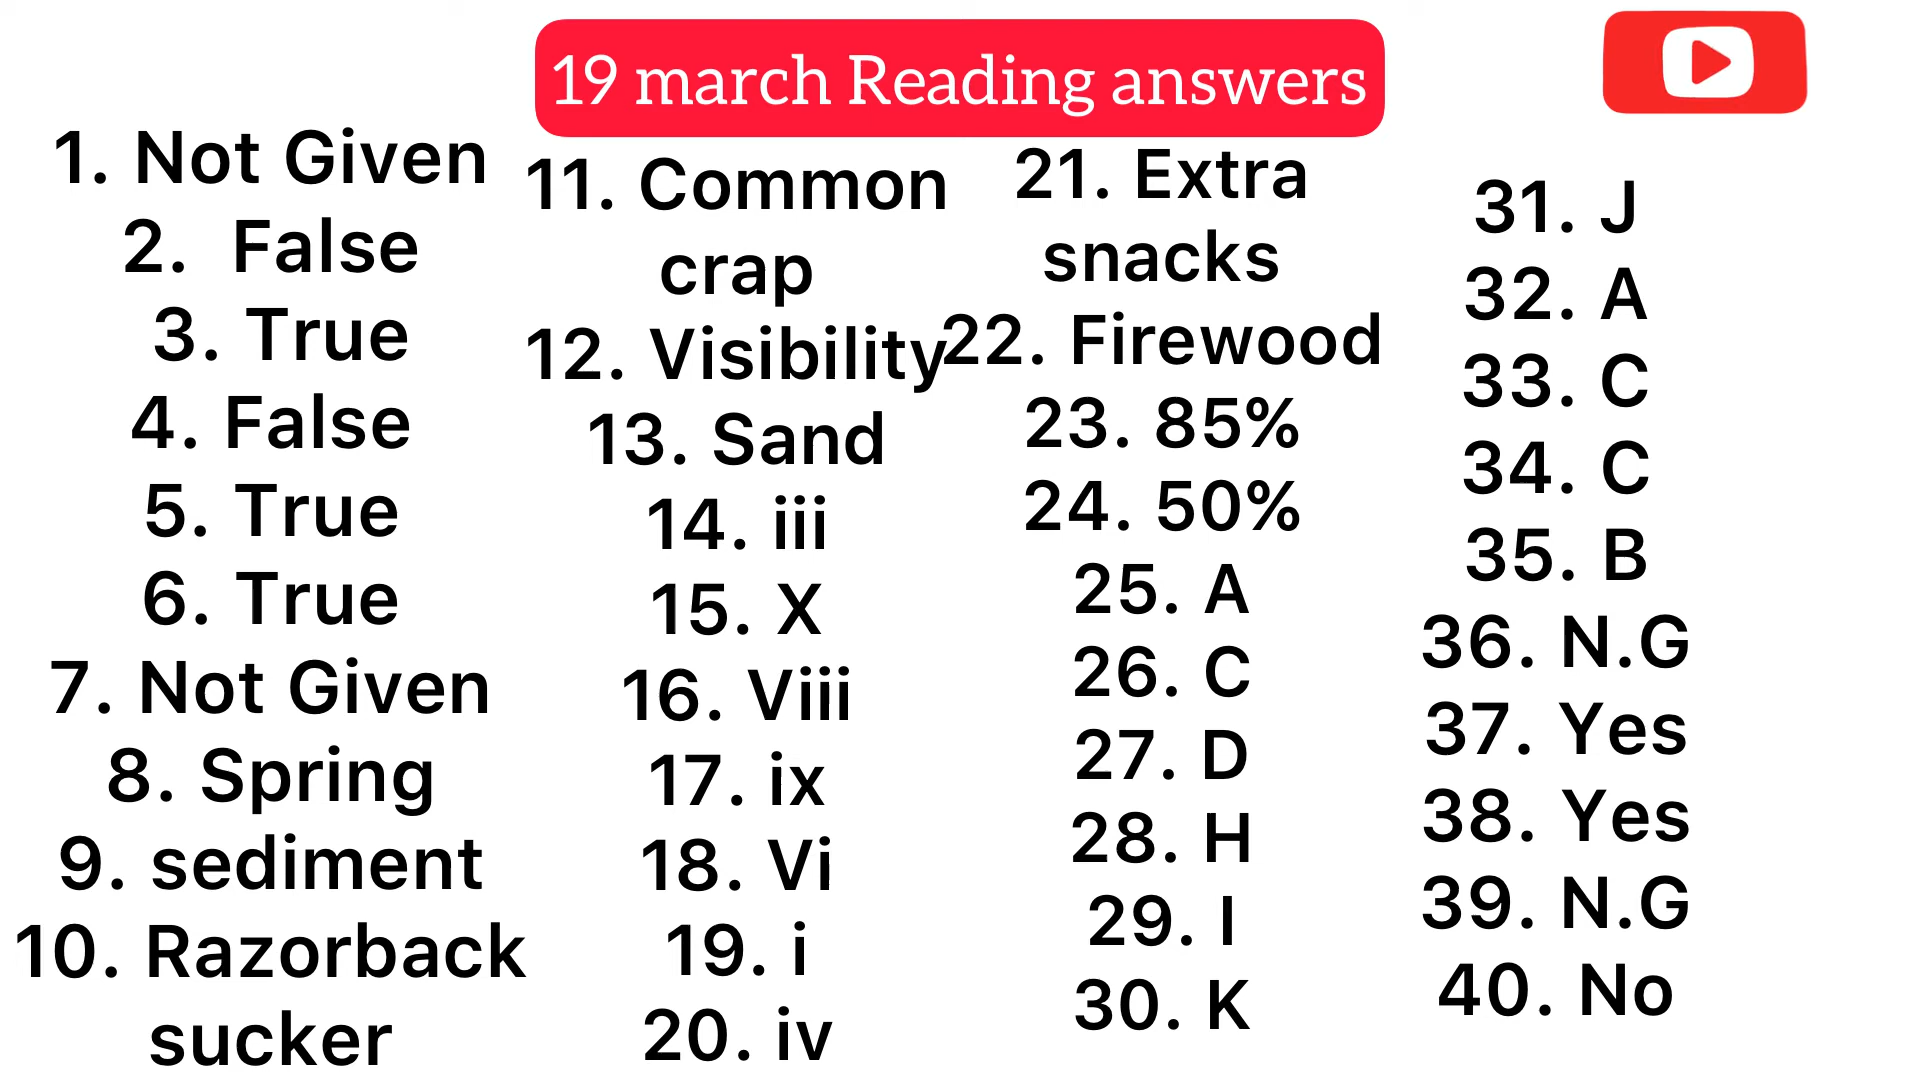 19 march Reading answers
1. Not Given
2. False
3. True
4. False
5. True
6. True
7. Not Given
8. Spring
9. sediment
10. Razorback
sucker
11. Common
crap
12. Visibility
13. Sand
14. iii
15. X
16. Viii
17. ix
18. Vi
19. i
20. iv
21. Extra
snacks
22. Firewood
23. 85%
24. 50%
25. A
26. C
27. D
28. H
29. I
30. K
31. J
32. A
33. C
34. C
35. B
36. N.G
37. Yes
38. Yes
39. N.G
40. No